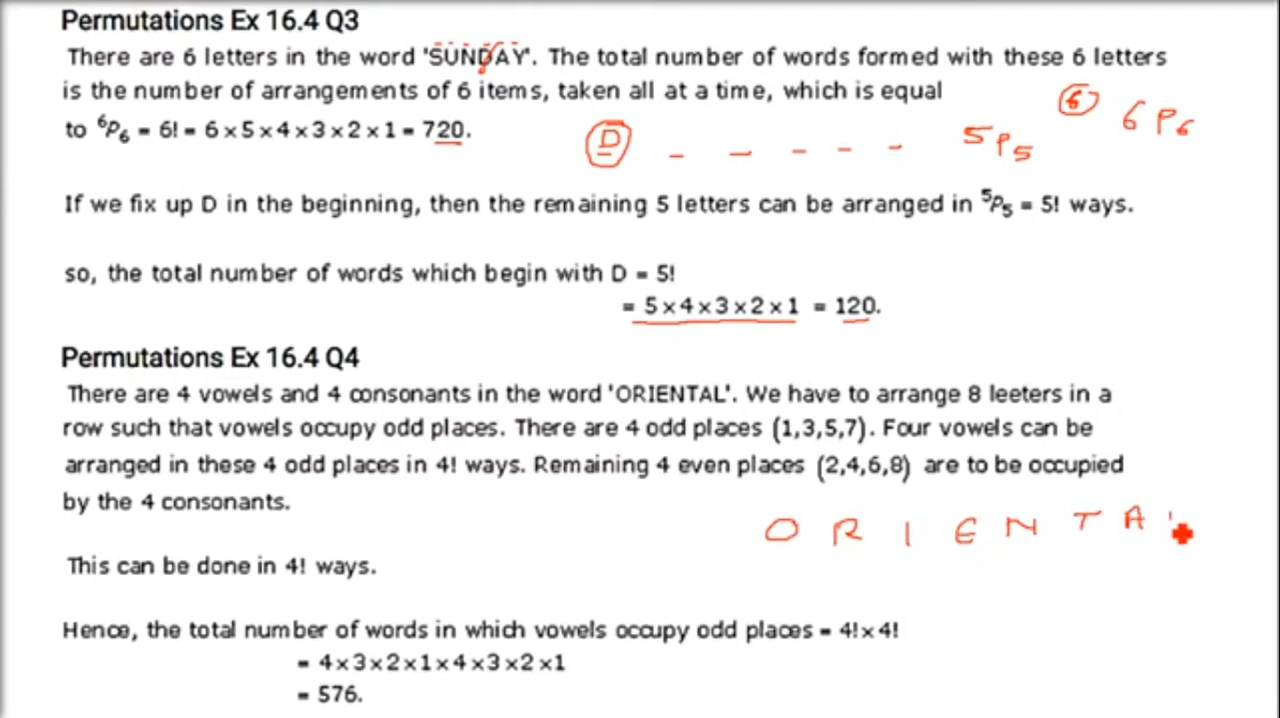 Permutations Ex 16.4 Q3
There are 6 letters in the word 'SUNDAY'. The total number of words formed with these 6 letters
is the number of arrangements of 6 items, taken all at a time, which is equal
to ⁶P₆ = 6! = 6×5×4×3×2×1 = 720.
6 6P6
D _ _ _ _ _ 5P5
If we fix up D in the beginning, then the remaining 5 letters can be arranged in ⁵P₅ = 5! ways.
so, the total number of words which begin with D = 5!
= 5×4×3×2×1 = 120.
Permutations Ex 16.4 Q4
There are 4 vowels and 4 consonants in the word 'ORIENTAL'. We have to arrange 8 leeters in a
row such that vowels occupy odd places. There are 4 odd places (1,3,5,7). Four vowels can be
arranged in these 4 odd places in 4! ways. Remaining 4 even places (2,4,6,8) are to be occupied
by the 4 consonants.
O R I E N T A
This can be done in 4! ways.
Hence, the total number of words in which vowels occupy odd places = 4!×4!
= 4×3×2×1×4×3×2×1
= 576.